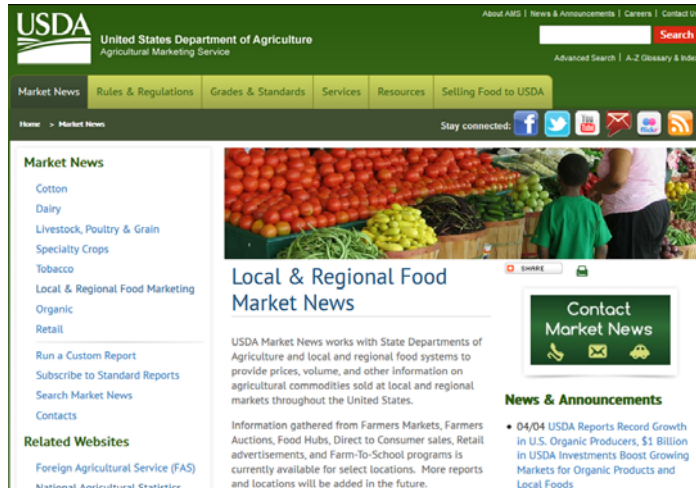 About AMS | News & Announcements | Careers | Contact Us
USDA
United States Department of Agriculture
Agricultural Marketing Service
Search
Advanced Search | A-Z Glossary & Index
Market News
Rules & Regulations
Grades & Standards
Services
Resources
Selling Food to USDA
Home > Market News
Stay connected:
You
Tube
flickr
Market News
Cotton
Dairy
Livestock, Poultry & Grain
Specialty Crops
Tobacco
Local & Regional Food Marketing
Organic
Retail
Run a Custom Report
Subscribe to Standard Reports
Search Market News
Contacts
Related Websites
Foreign Agricultural Service (FAS)
National Agricultural Statistics
Local & Regional Food
Market News
USDA Market News works with State Departments of
Agriculture and local and regional food systems to
provide prices, volume, and other information on
agricultural commodities sold at local and regional
markets throughout the United States.
Information gathered from Farmers Markets, Farmers
Auctions, Food Hubs, Direct to Consumer sales, Retail
advertisements, and Farm-To-School programs is
currently available for select locations. More reports
and locations will be added in the future.
SHARE
Contact
Market News
News & Announcements
• 04/04 USDA Reports Record Growth
in U.S. Organic Producers, $1 Billion
in USDA Investments Boost Growing
Markets for Organic Products and
Local Foods